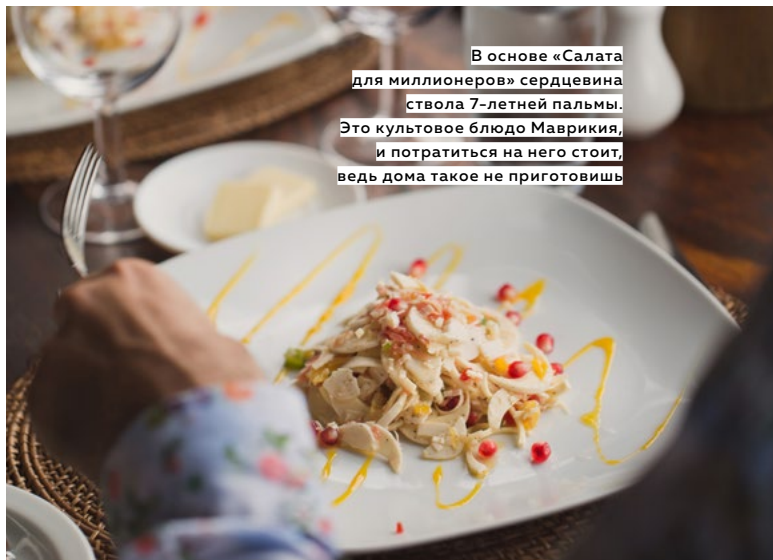 В основе «Салата
для миллионеров» сердцевина
ствола 7-летней пальмы.
Это культовое блюдо Маврикия,
и потратиться на него стоит,
ведь дома такое не приготовишь